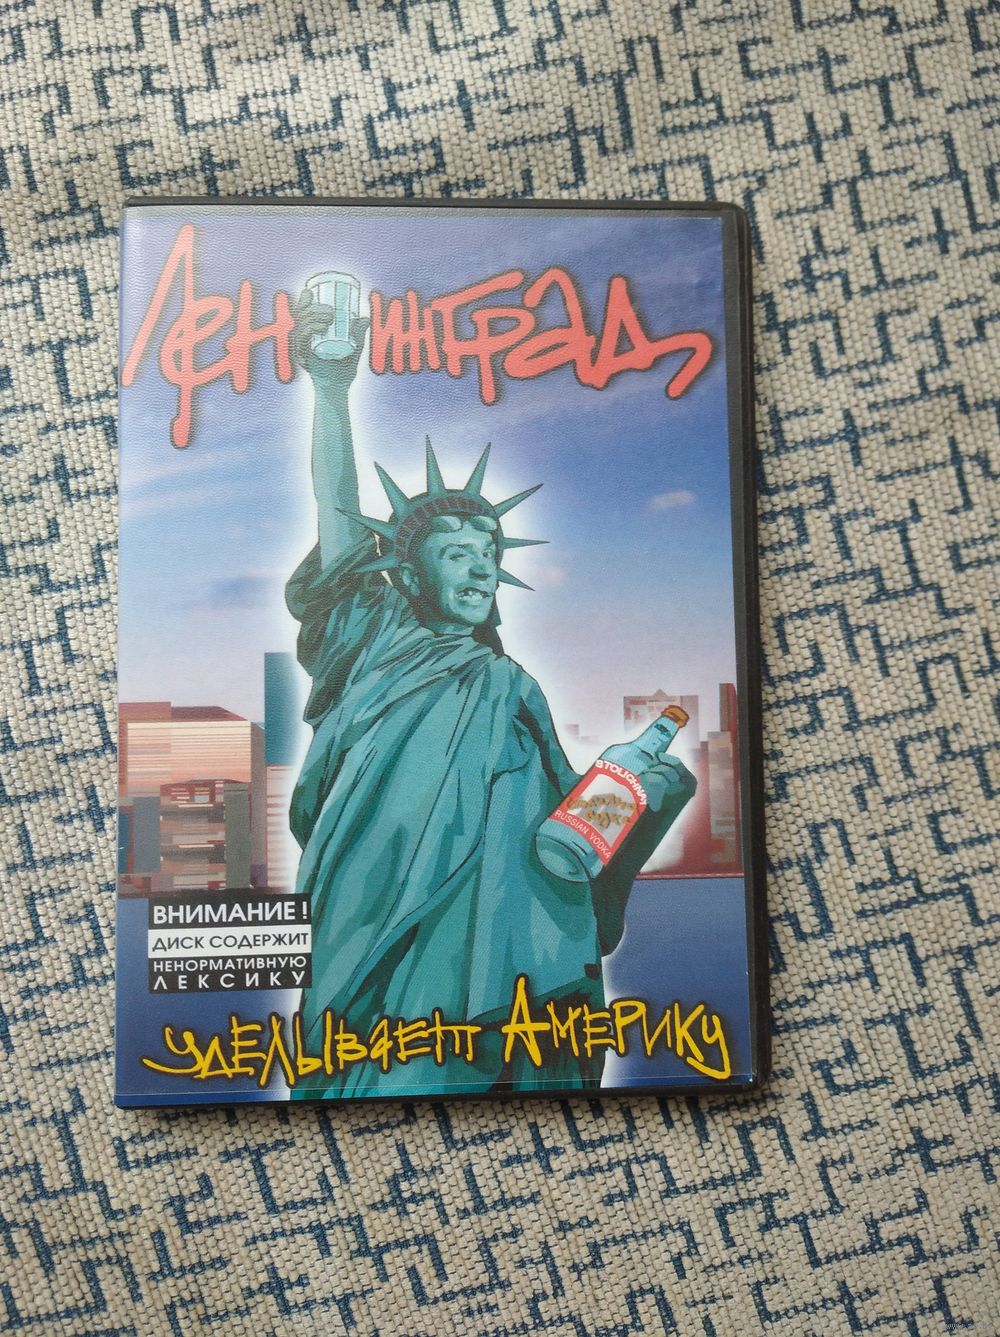 Ленинград
STOLICHNAYA
RUSSIAN VODKA
ВНИМАНИЕ!
ДИСК СОДЕРЖИТ
НЕНОРМАТИВНУЮ
ЛЕКСИКУ
уделывает Америку